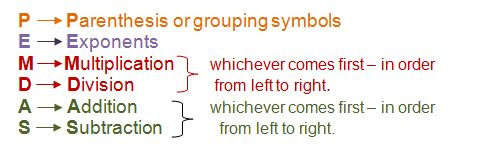 P → Parenthesis or grouping symbols
E → Exponents
M → Multiplication whichever comes first – in order
D → Division from left to right.
A → Addition whichever comes first – in order
S → Subtraction from left to right.